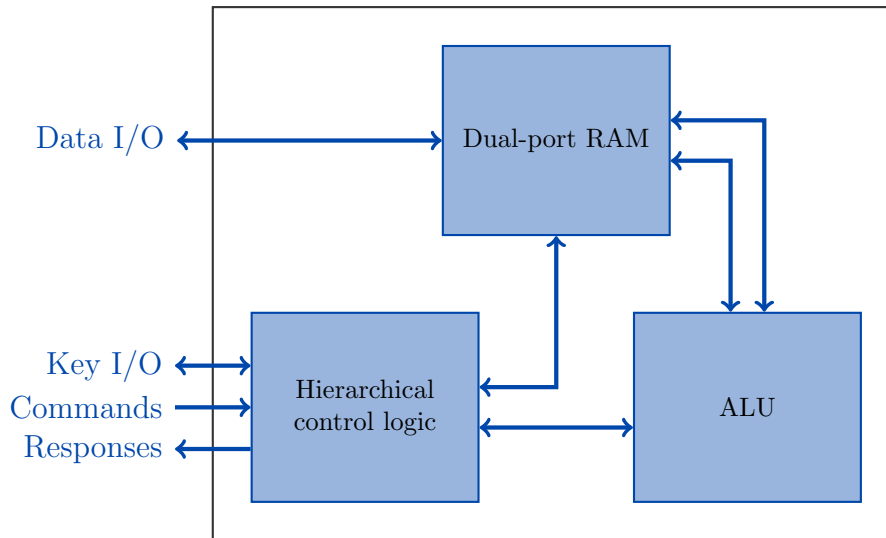 Data I/O
Dual-port RAM
Key I/O
Commands
Responses
Hierarchical
control logic
ALU